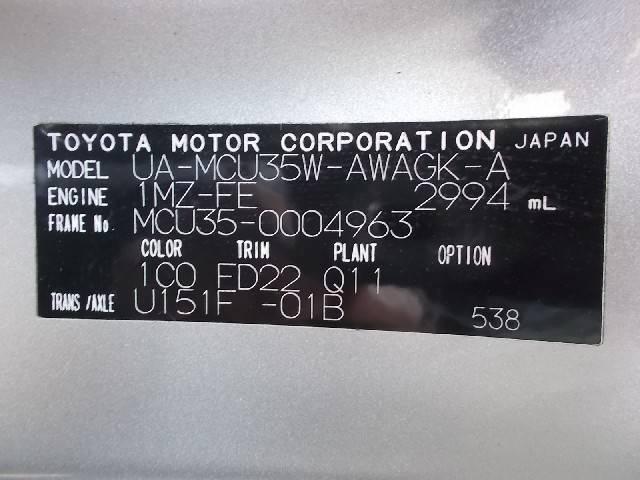 TOYOTA MOTOR CORPORATION JAPAN
MODEL UA-MCU35W-AWAGK-A
ENGINE 1MZ-FE 2994 mL
FRAME No. MCU35-0004963
COLOR TRIM PLANT OPTION
1C0 FD22 Q11
TRANS/AXLE U151F -01B
538